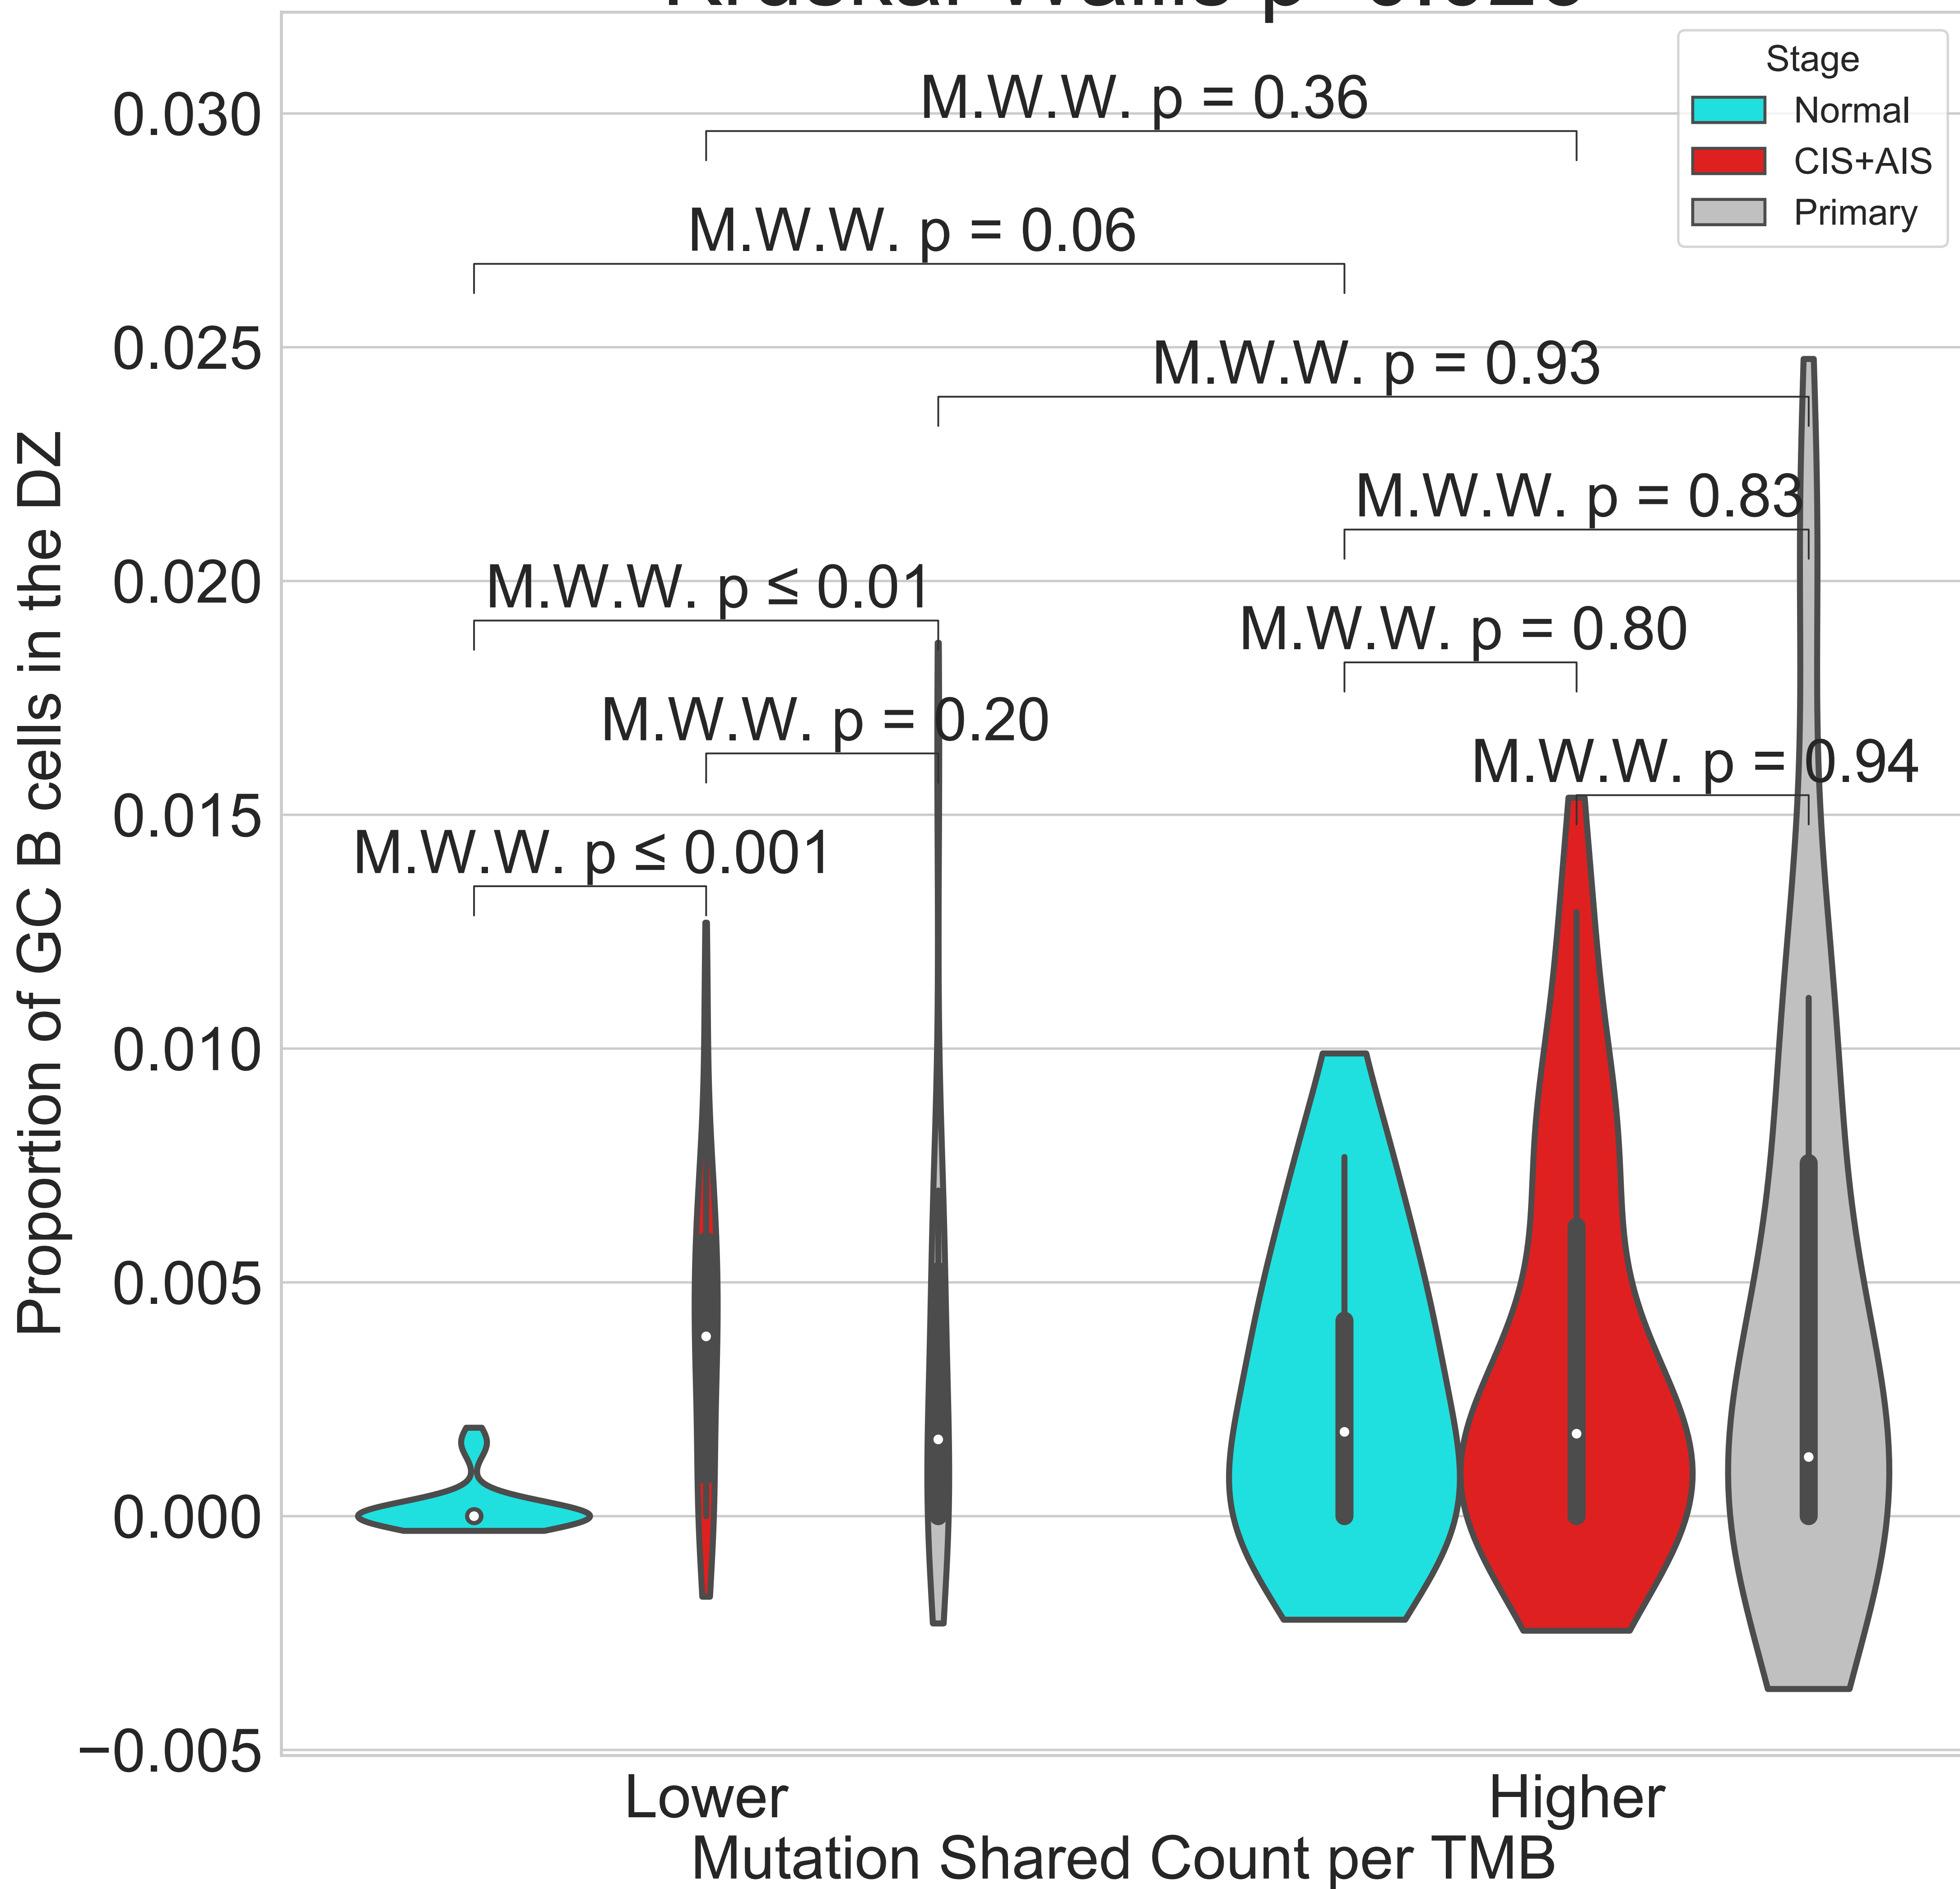 Stage
Normal
CIS+AIS
Primary
M.W.W. p = 0.36
M.W.W. p = 0.06
M.W.W. p = 0.93
M.W.W. p = 0.83
M.W.W. p ≤ 0.01
M.W.W. p = 0.80
M.W.W. p = 0.20
M.W.W. p = 0.94
M.W.W. p ≤ 0.001
0.030
0.025
0.020
0.015
0.010
0.005
0.000
−0.005
Proportion of GC B cells in the DZ
Lower
Higher
Mutation Shared Count per TMB